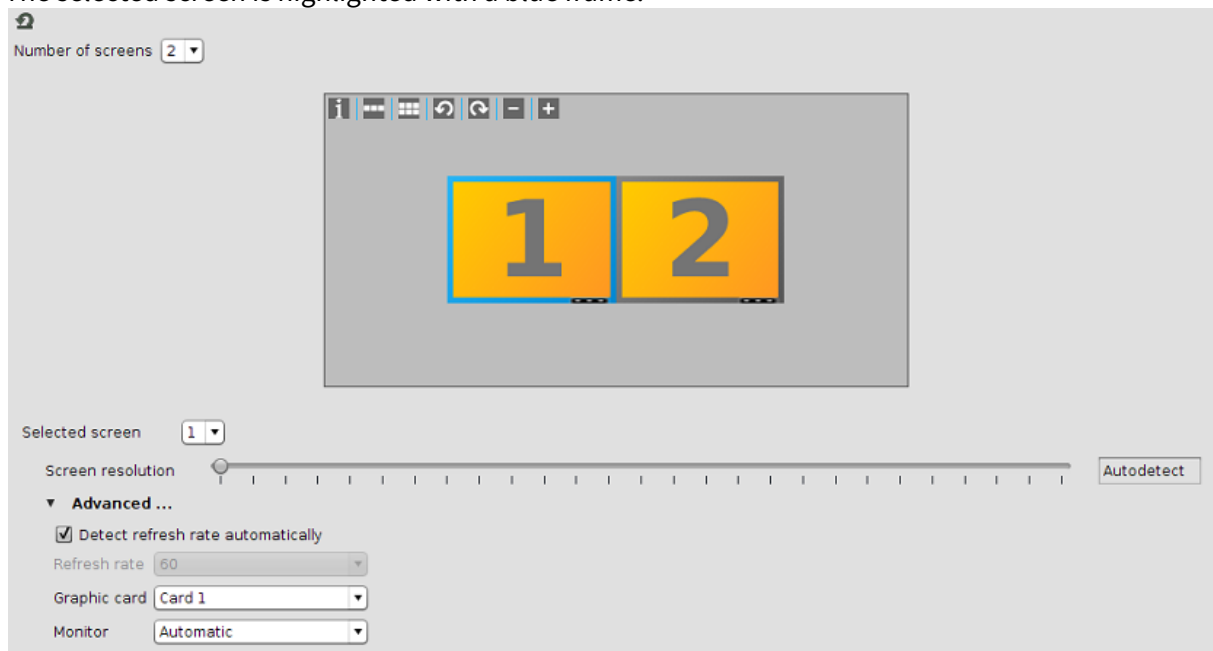 The selected screen is highlighted with a blue frame.
Number of screens 2
1 2
Selected screen 1
Screen resolution Autodetect
Advanced ...
Detect refresh rate automatically
Refresh rate 60
Graphic card Card 1
Monitor Automatic